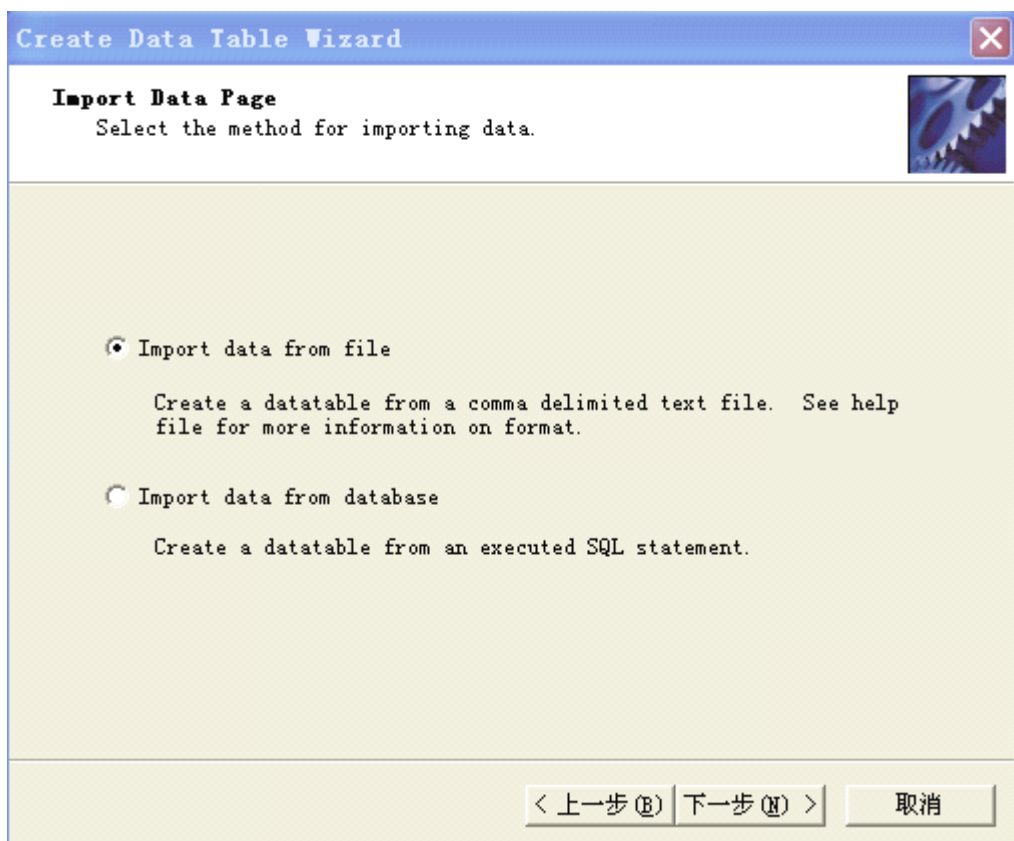 Create Data Table Wizard
Import Data Page
Select the method for importing data.
Import data from file
Create a datatable from a comma delimited text file.  See help
file for more information on format.
Import data from database
Create a datatable from an executed SQL statement.
< 上一步(B) 下一步(N) > 取消